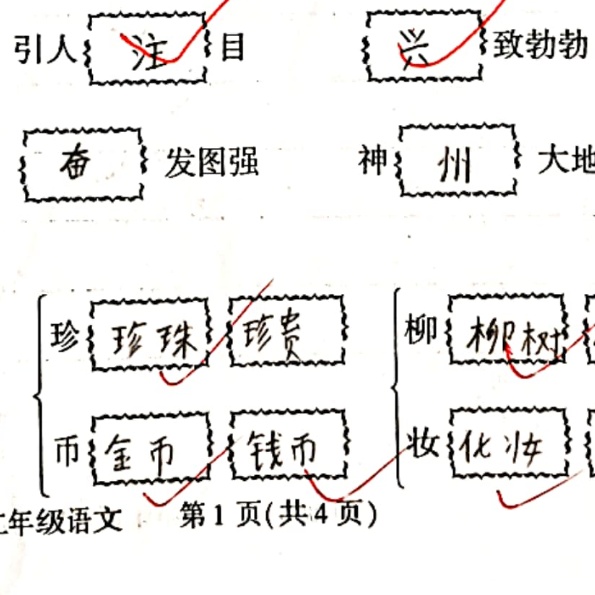 引人 注 目 兴 致勃勃
奋 发图强 神 州 大地
珍 珍珠 珍贵 柳 柳树
币 金币 钱币 妆 化妆
年级语文 第1页(共4页)